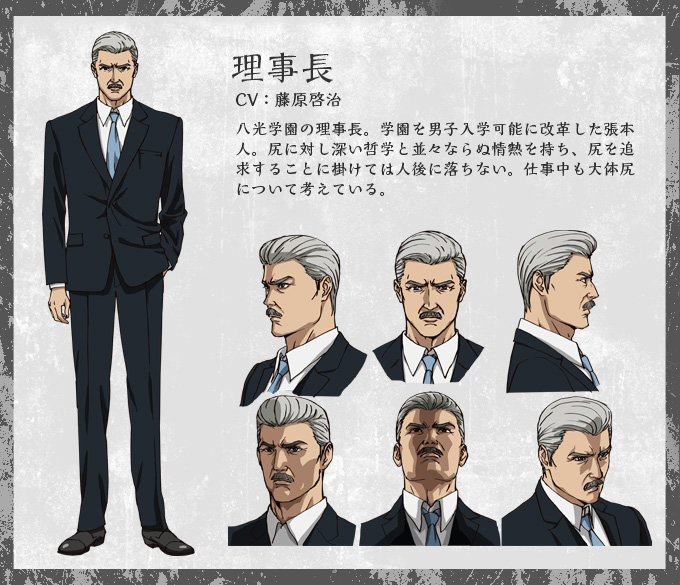 理事長
CV：藤原啓治
八光学園の理事長。学園を男子入学可能に改革した張本
人。尻に対し深い哲学と並々ならぬ情熱を持ち、尻を追
求することに掛けては人後に落ちない。仕事中も大体尻
について考えている。